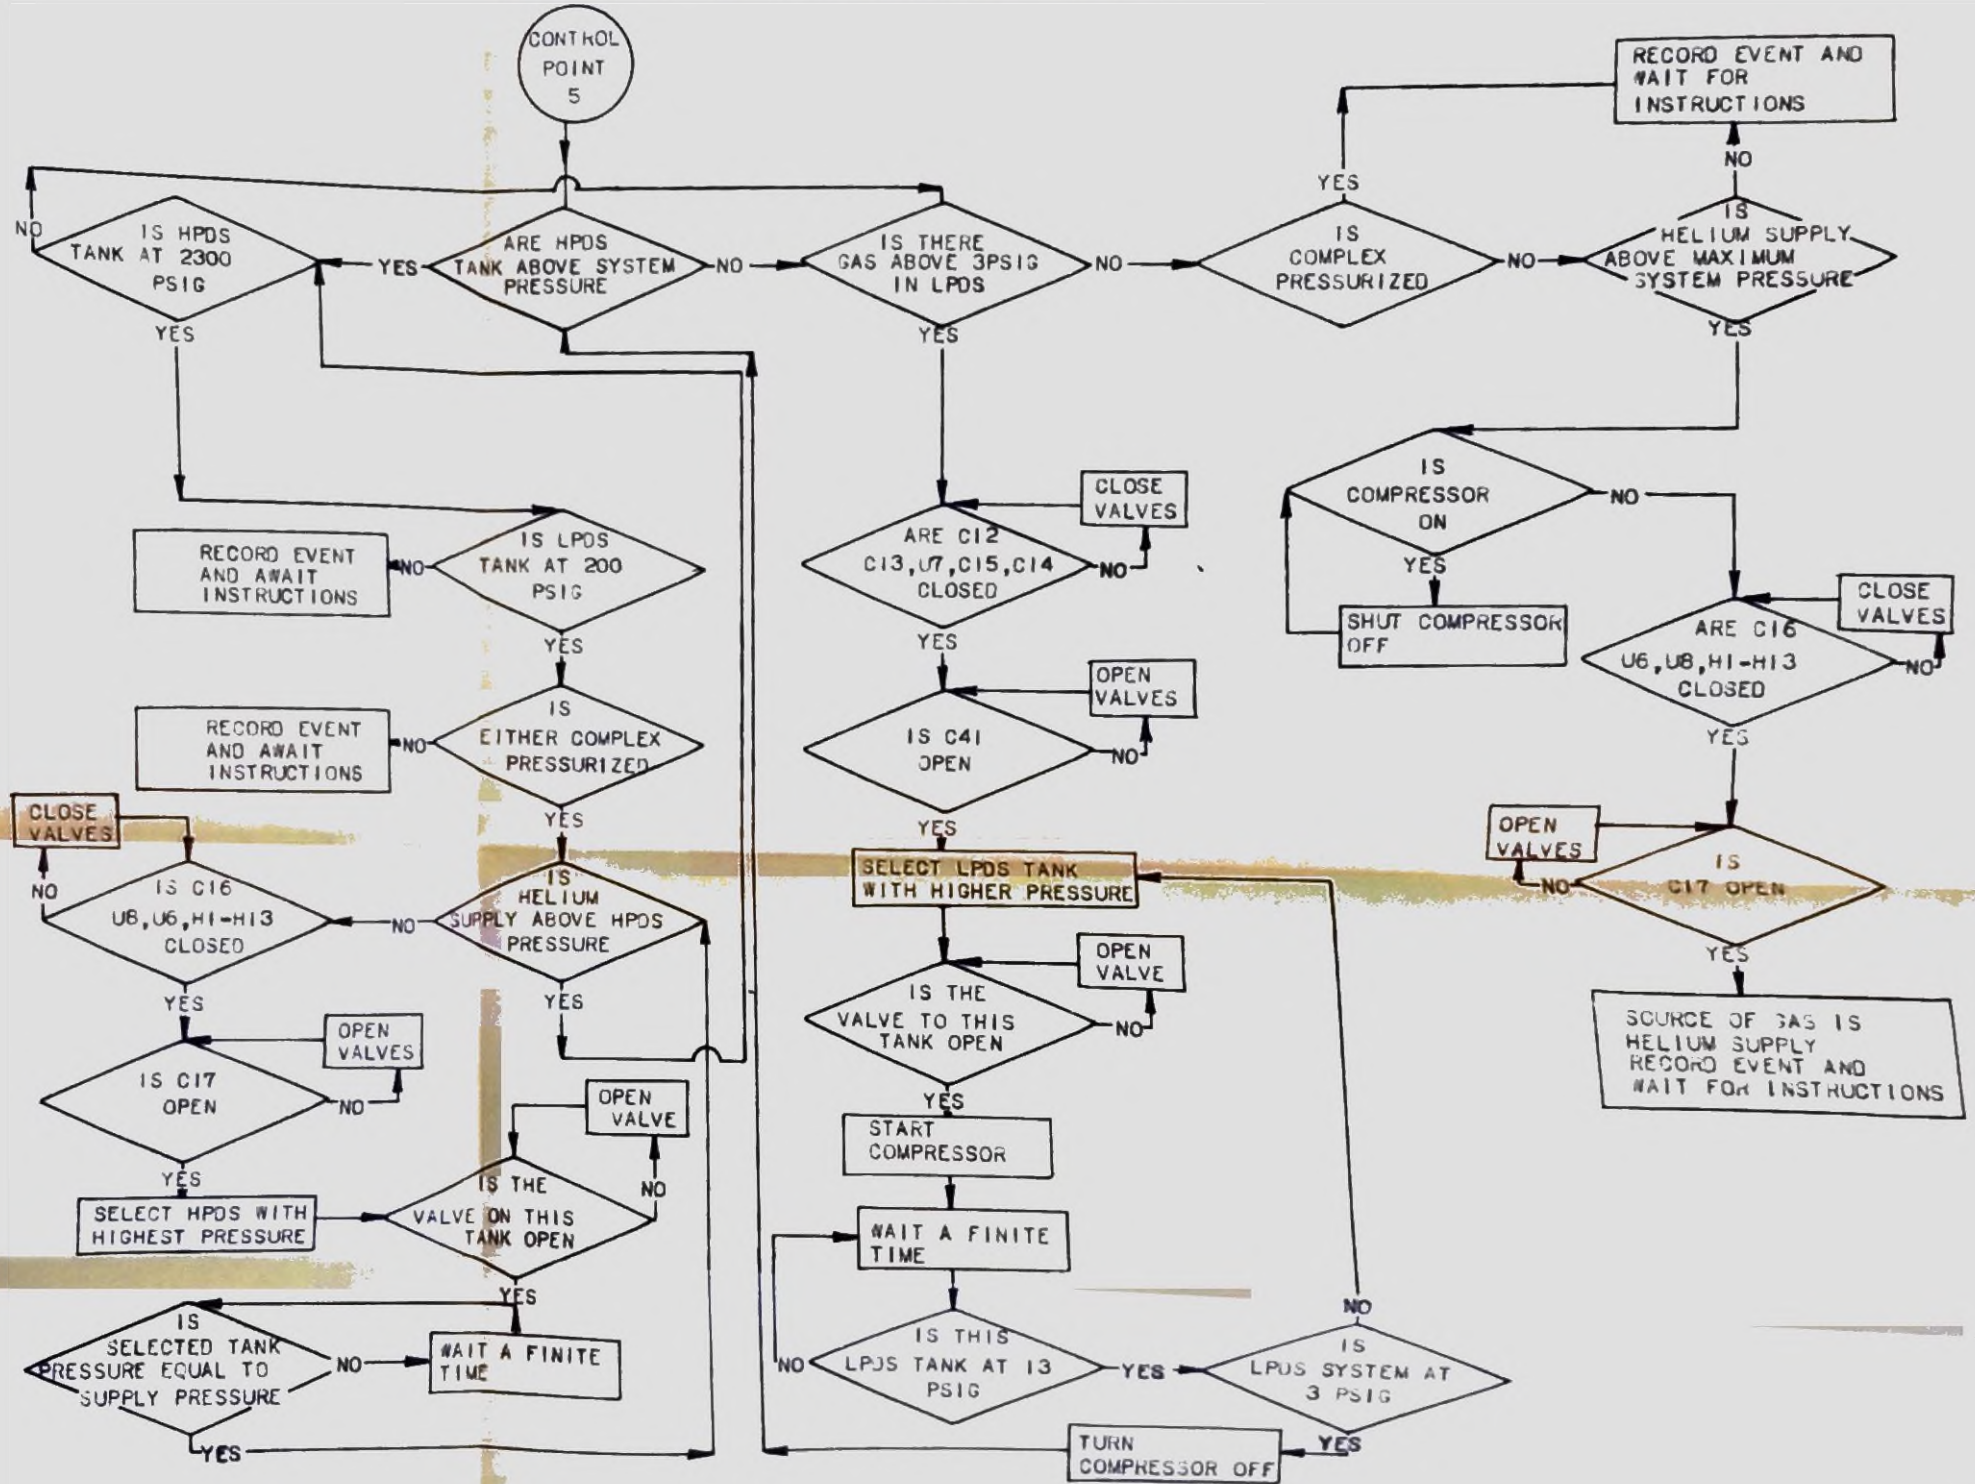 CONTROL
POINT
5
RECORD EVENT AND
WAIT FOR
INSTRUCTIONS
NO
YES
NO
IS HPDS
TANK AT 2300
PSIG
YES
ARE HPDS
TANK ABOVE SYSTEM
PRESSURE
NO
IS THERE
GAS ABOVE 3PSIG
IN LPDS
NO
IS
COMPLEX
PRESSURIZED
NO
IS
HELIUM SUPPLY
ABOVE MAXIMUM
SYSTEM PRESSURE
YES
YES
YES
IS
COMPRESSOR
ON
NO
YES
SHUT COMPRESSOR
OFF
CLOSE
VALVES
ARE C16
U6,U8,H1-H13
CLOSED
NO
YES
OPEN
VALVES
IS
C17 OPEN
NO
YES
SOURCE OF GAS IS
HELIUM SUPPLY
RECORD EVENT AND
WAIT FOR INSTRUCTIONS
CLOSE
VALVES
ARE C12
C13,U7,C15,C14
CLOSED
NO
YES
OPEN
VALVES
IS C41
OPEN
NO
YES
SELECT LPDS TANK
WITH HIGHER PRESSURE
OPEN
VALVE
IS THE
VALVE TO THIS
TANK OPEN
NO
YES
START
COMPRESSOR
WAIT A FINITE
TIME
IS THIS
LPDS TANK AT 13
PSIG
NO
YES
NO
IS
LPDS SYSTEM AT
3 PSIG
YES
TURN
COMPRESSOR OFF
RECORD EVENT
AND AWAIT
INSTRUCTIONS
NO
IS LPDS
TANK AT 200
PSIG
YES
RECORD EVENT
AND AWAIT
INSTRUCTIONS
NO
IS
EITHER COMPLEX
PRESSURIZED
YES
CLOSE
VALVES
NO
IS C16
U8,U6,H1-H13
CLOSED
NO
IS
HELIUM
SUPPLY ABOVE HPDS
PRESSURE
YES
YES
OPEN
VALVES
IS C17
OPEN
NO
YES
OPEN
VALVE
SELECT HPDS WITH
HIGHEST PRESSURE
IS THE
VALVE ON THIS
TANK OPEN
NO
YES
IS
SELECTED TANK
PRESSURE EQUAL TO
SUPPLY PRESSURE
NO
WAIT A FINITE
TIME
YES